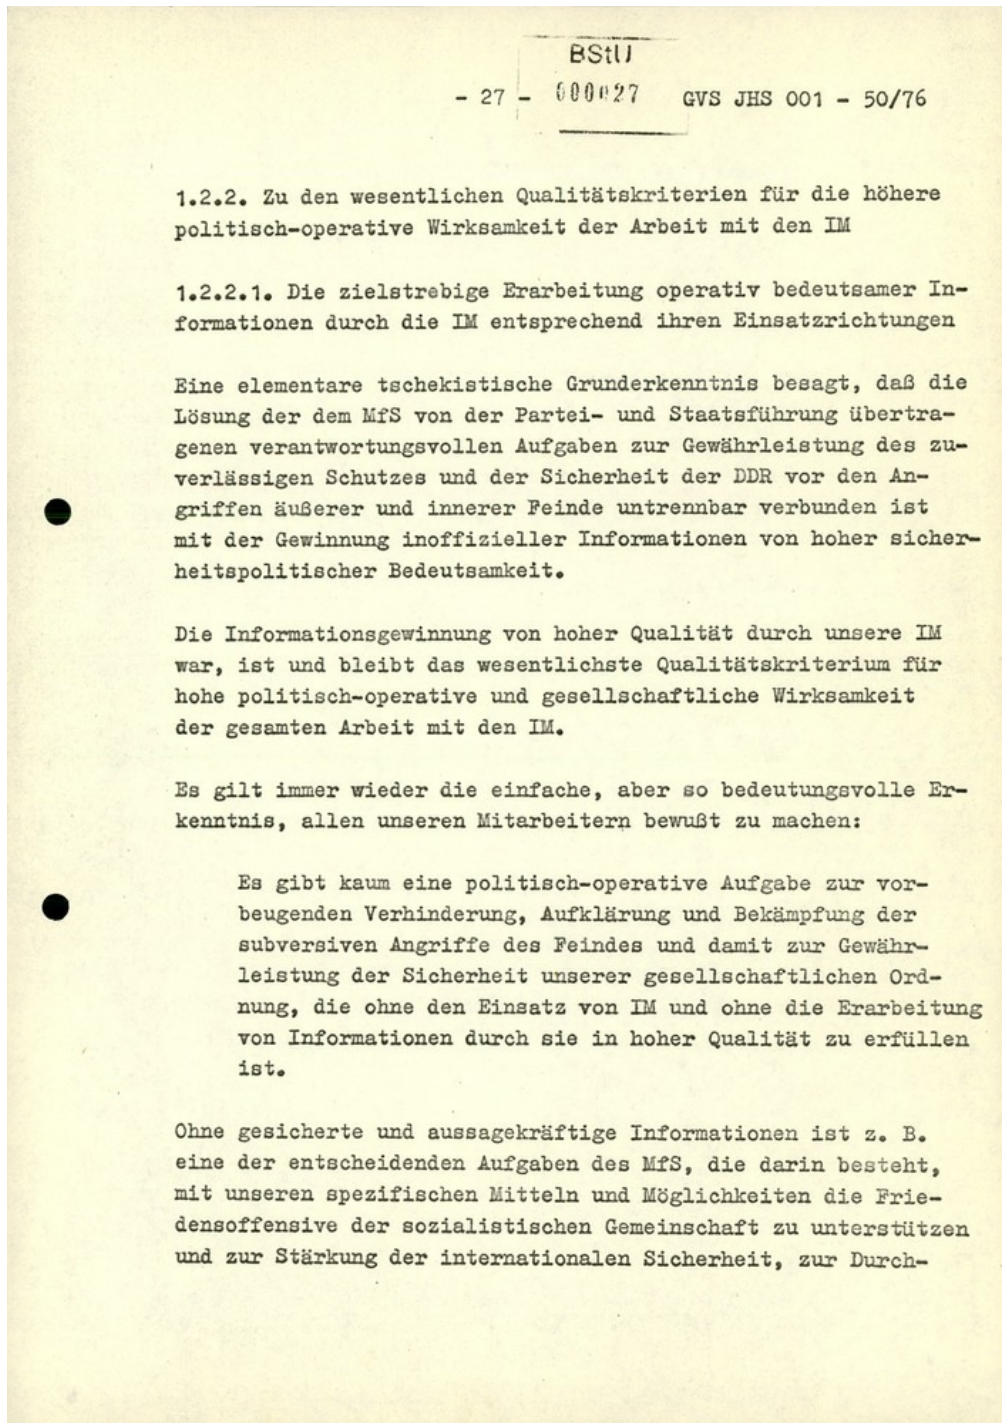 BStU
- 27 - 000027 GVS JHS 001 - 50/76
1.2.2. Zu den wesentlichen Qualitätskriterien für die höhere
politisch-operative Wirksamkeit der Arbeit mit den IM
1.2.2.1. Die zielstrebige Erarbeitung operativ bedeutsamer In-
formationen durch die IM entsprechend ihren Einsatzrichtungen
Eine elementare tschekistische Grunderkenntnis besagt, daß die
Lösung der dem MfS von der Partei- und Staatsführung übertra-
genen verantwortungsvollen Aufgaben zur Gewährleistung des zu-
verlässigen Schutzes und der Sicherheit der DDR vor den An-
griffen äußerer und innerer Feinde untrennbar verbunden ist
mit der Gewinnung inoffizieller Informationen von hoher sicher-
heitspolitischer Bedeutsamkeit.
Die Informationsgewinnung von hoher Qualität durch unsere IM
war, ist und bleibt das wesentlichste Qualitätskriterium für
hohe politisch-operative und gesellschaftliche Wirksamkeit
der gesamten Arbeit mit den IM.
Es gilt immer wieder die einfache, aber so bedeutungsvolle Er-
kenntnis, allen unseren Mitarbeitern bewußt zu machen:
Es gibt kaum eine politisch-operative Aufgabe zur vor-
beugenden Verhinderung, Aufklärung und Bekämpfung der
subversiven Angriffe des Feindes und damit zur Gewähr-
leistung der Sicherheit unserer gesellschaftlichen Ord-
nung, die ohne den Einsatz von IM und ohne die Erarbeitung
von Informationen durch sie in hoher Qualität zu erfüllen
ist.
Ohne gesicherte und aussagekräftige Informationen ist z. B.
eine der entscheidenden Aufgaben des MfS, die darin besteht,
mit unseren spezifischen Mitteln und Möglichkeiten die Frie-
densoffensive der sozialistischen Gemeinschaft zu unterstützen
und zur Stärkung der internationalen Sicherheit, zur Durch-